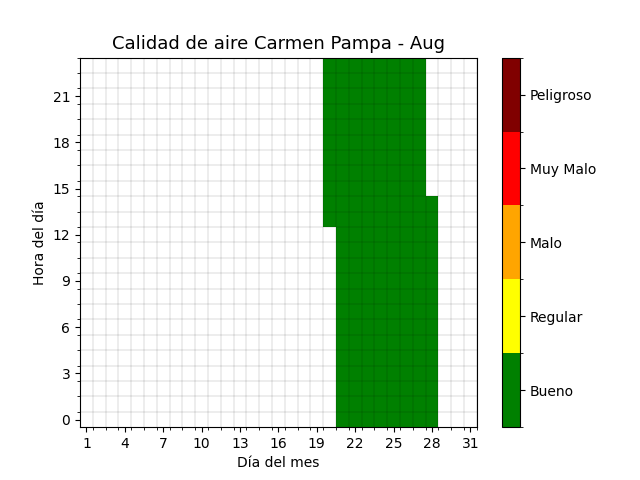 Calidad de aire Carmen Pampa - Aug
Hora del día
21
18
15
12
9
6
3
0
1 4 7 10 13 16 19 22 25 28 31
Día del mes
Peligroso
Muy Malo
Malo
Regular
Bueno